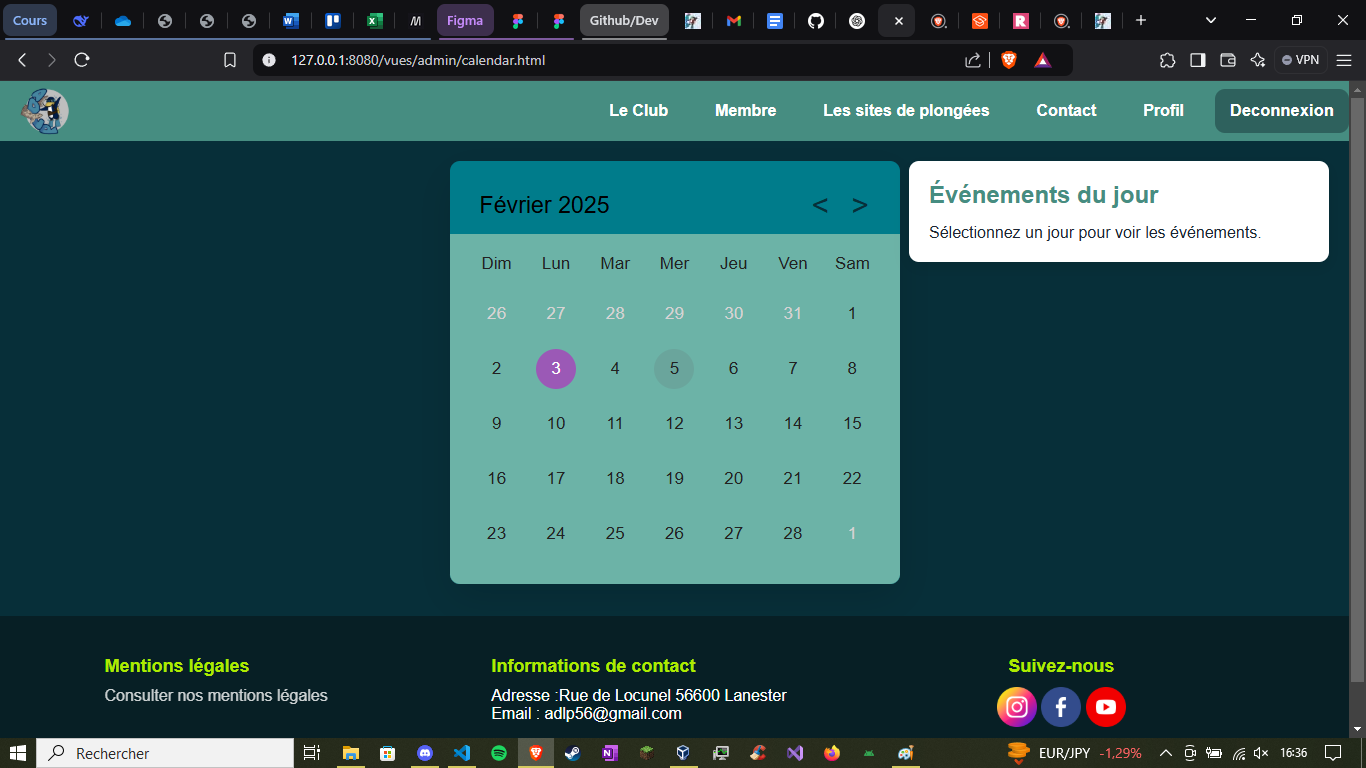 Cours
Figma
Github/Dev
127.0.0.1:8080/vues/admin/calendar.html
VPN
Le Club Membre Les sites de plongées Contact Profil Deconnexion
Février 2025 < >
Dim Lun Mar Mer Jeu Ven Sam
26 27 28 29 30 31 1
2 3 4 5 6 7 8
9 10 11 12 13 14 15
16 17 18 19 20 21 22
23 24 25 26 27 28 1
Événements du jour
Sélectionnez un jour pour voir les événements.
Mentions légales
Consulter nos mentions légales
Informations de contact
Adresse :Rue de Locunel 56600 Lanester
Email : adlp56@gmail.com
Suivez-nous
Rechercher
EUR/JPY -1,29%
16:36